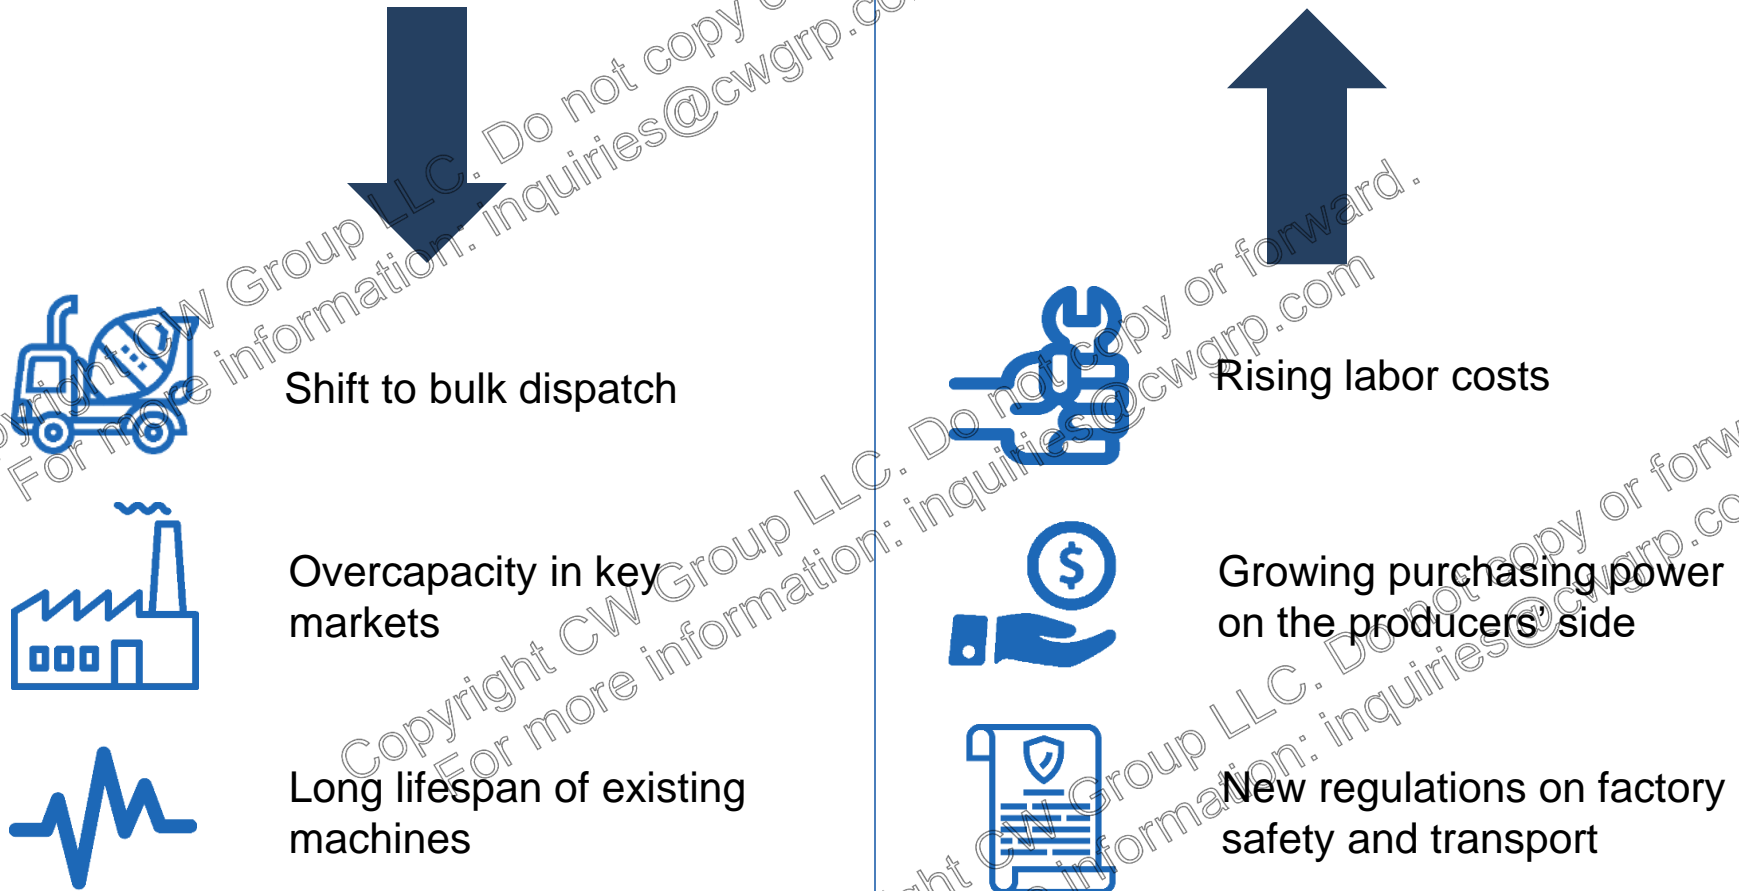 Shift to bulk dispatch
Overcapacity in key
markets
Long lifespan of existing
machines
Rising labor costs
$
Growing purchasing power
on the producers' side
New regulations on factory
safety and transport
Copyright CW Group LLC. Do not copy or forward.
For more information: inquiries@cwgrp.com